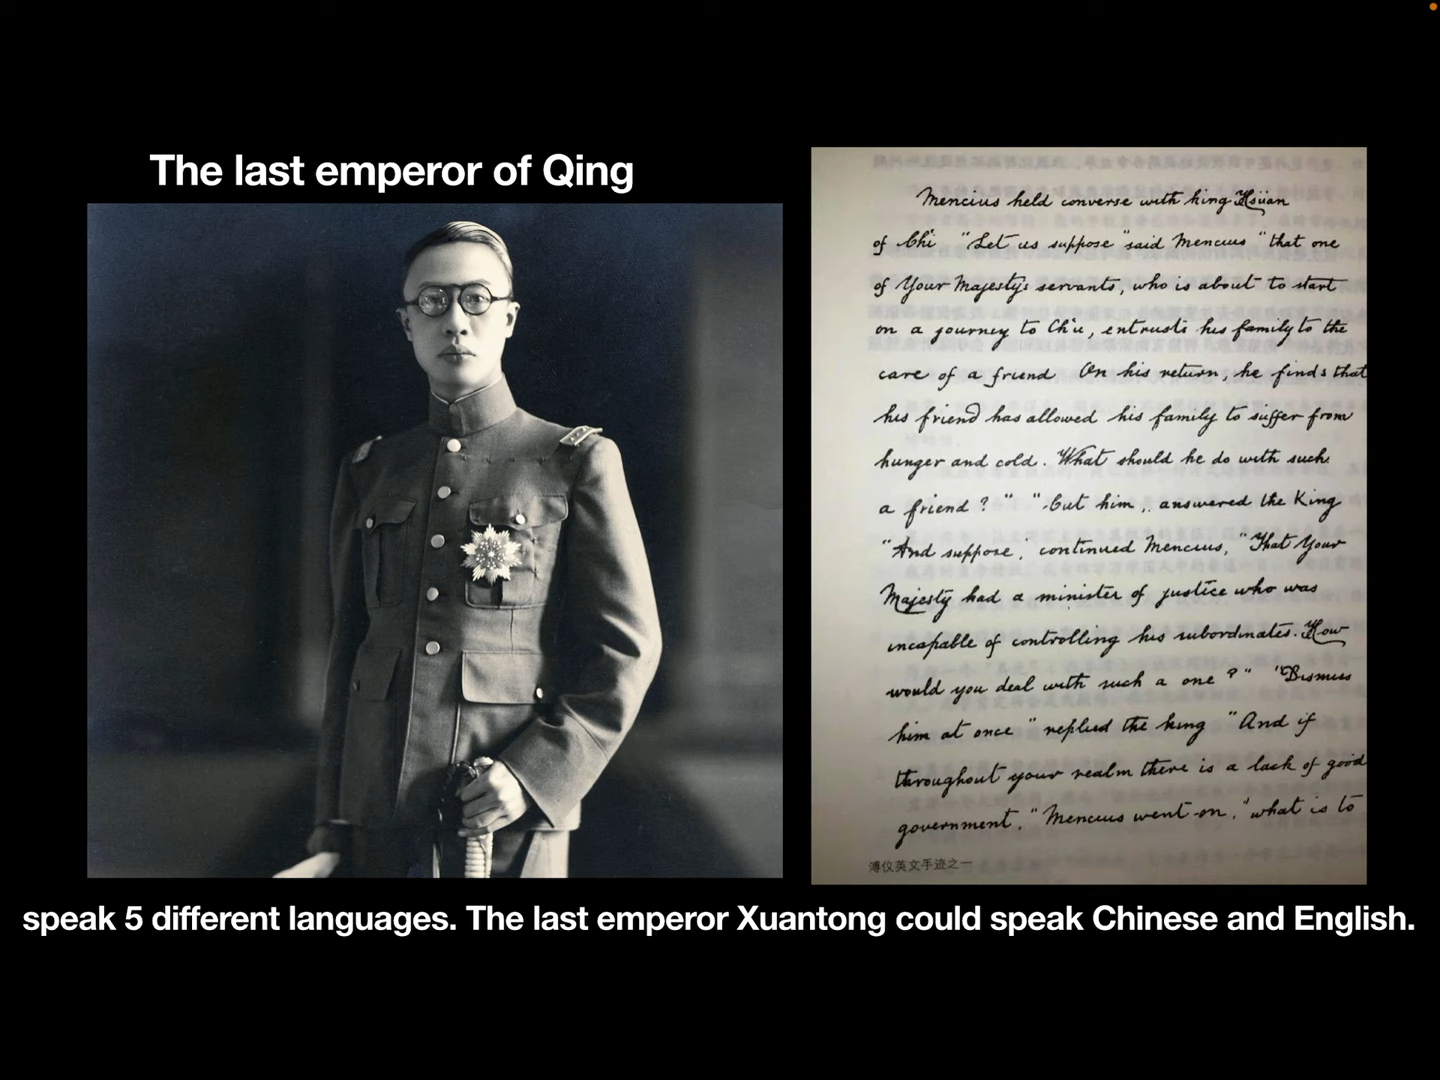 The last emperor of Qing
Mencius held converse with king Hsüan
of Ch'i "Let us suppose" said Mencius "that one
of Your Majesty's servants, who is about to start
on a journey to Ch'u, entrusts his family to the
care of a friend On his return, he finds that
his friend has allowed his family to suffer from
hunger and cold. What should he do with such
a friend?" "Cut him, answered the King
"And suppose, continued Mencius, "That Your
Majesty had a minister of justice who was
incapable of controlling his subordinates. How
would you deal with such a one?" "Dismiss
him at once" replied the king "And if
throughout your realm there is a lack of good
government," Mencius went on, "what is to
溥仪英文手迹之一
speak 5 different languages. The last emperor Xuantong could speak Chinese and English.